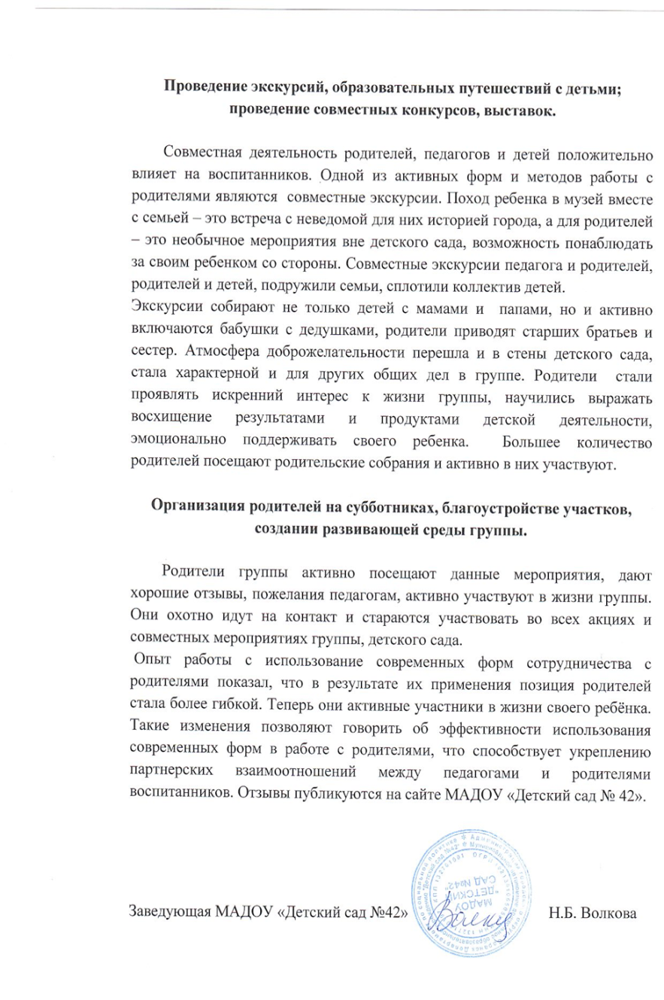 Проведение экскурсий, образовательных путешествий с детьми;
проведение совместных конкурсов, выставок.
Совместная деятельность родителей, педагогов и детей положительно
влияет на воспитанников. Одной из активных форм и методов работы с
родителями являются совместные экскурсии. Поход ребенка в музей вместе
с семьей – это встреча с неведомой для них историей города, а для родителей
– это необычное мероприятия вне детского сада, возможность понаблюдать
за своим ребенком со стороны. Совместные экскурсии педагога и родителей,
родителей и детей, подружили семьи, сплотили коллектив детей.
Экскурсии собирают не только детей с мамами и папами, но и активно
включаются бабушки с дедушками, родители приводят старших братьев и
сестер. Атмосфера доброжелательности перешла и в стены детского сада,
стала характерной и для других общих дел в группе. Родители стали
проявлять искренний интерес к жизни группы, научились выражать
восхищение результатами и продуктами детской деятельности,
эмоционально поддерживать своего ребенка. Большее количество
родителей посещают родительские собрания и активно в них участвуют.
Организация родителей на субботниках, благоустройстве участков,
создании развивающей среды группы.
Родители группы активно посещают данные мероприятия, дают
хорошие отзывы, пожелания педагогам, активно участвуют в жизни группы.
Они охотно идут на контакт и стараются участвовать во всех акциях и
совместных мероприятиях группы, детского сада.
Опыт работы с использование современных форм сотрудничества с
родителями показал, что в результате их применения позиция родителей
стала более гибкой. Теперь они активные участники в жизни своего ребёнка.
Такие изменения позволяют говорить об эффективности использования
современных форм в работе с родителями, что способствует укреплению
партнерских взаимоотношений между педагогами и родителями
воспитанников. Отзывы публикуются на сайте МАДОУ «Детский сад № 42».
Заведующая МАДОУ «Детский сад №42» Н.Б. Волкова
МАДОУ
"ДЕТСКИЙ
САД №42"